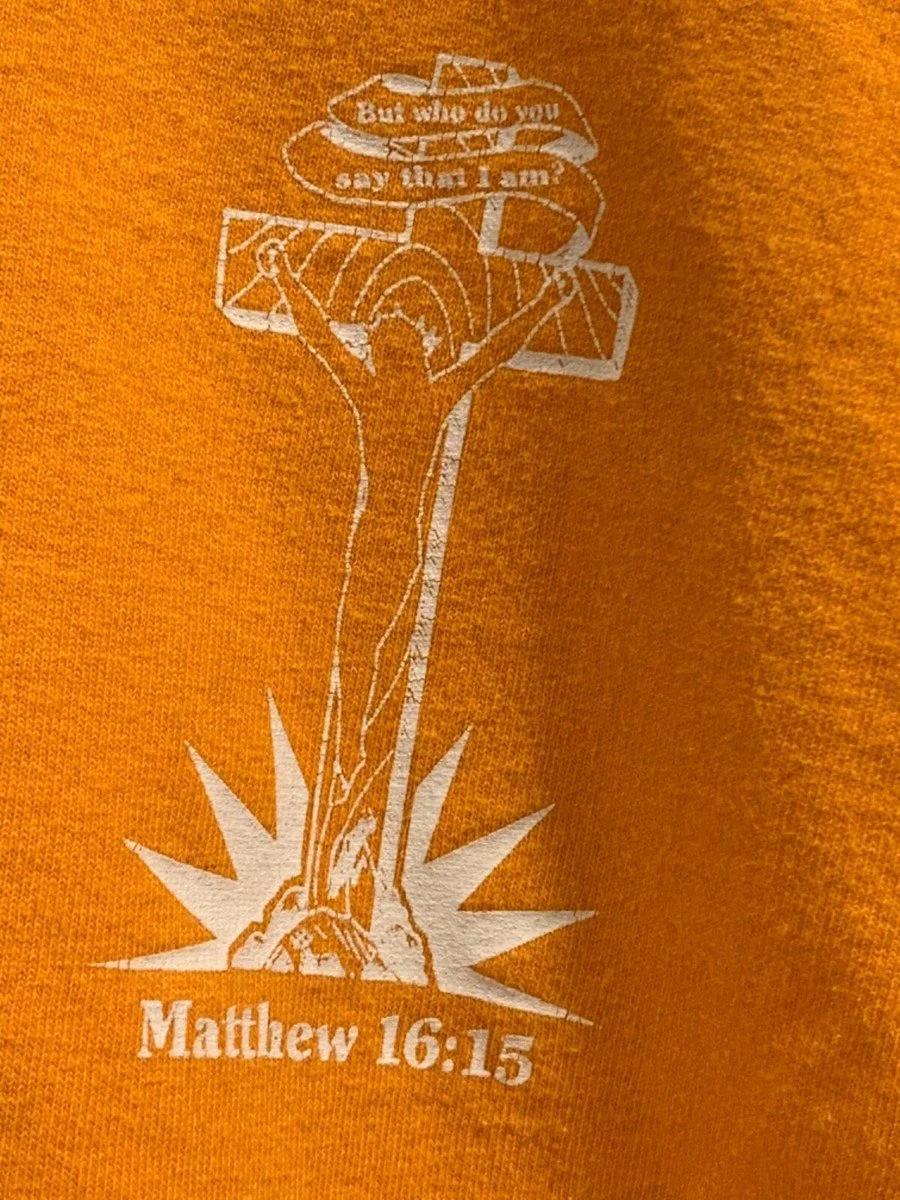 But who do you
say that I am?
Matthew 16:15